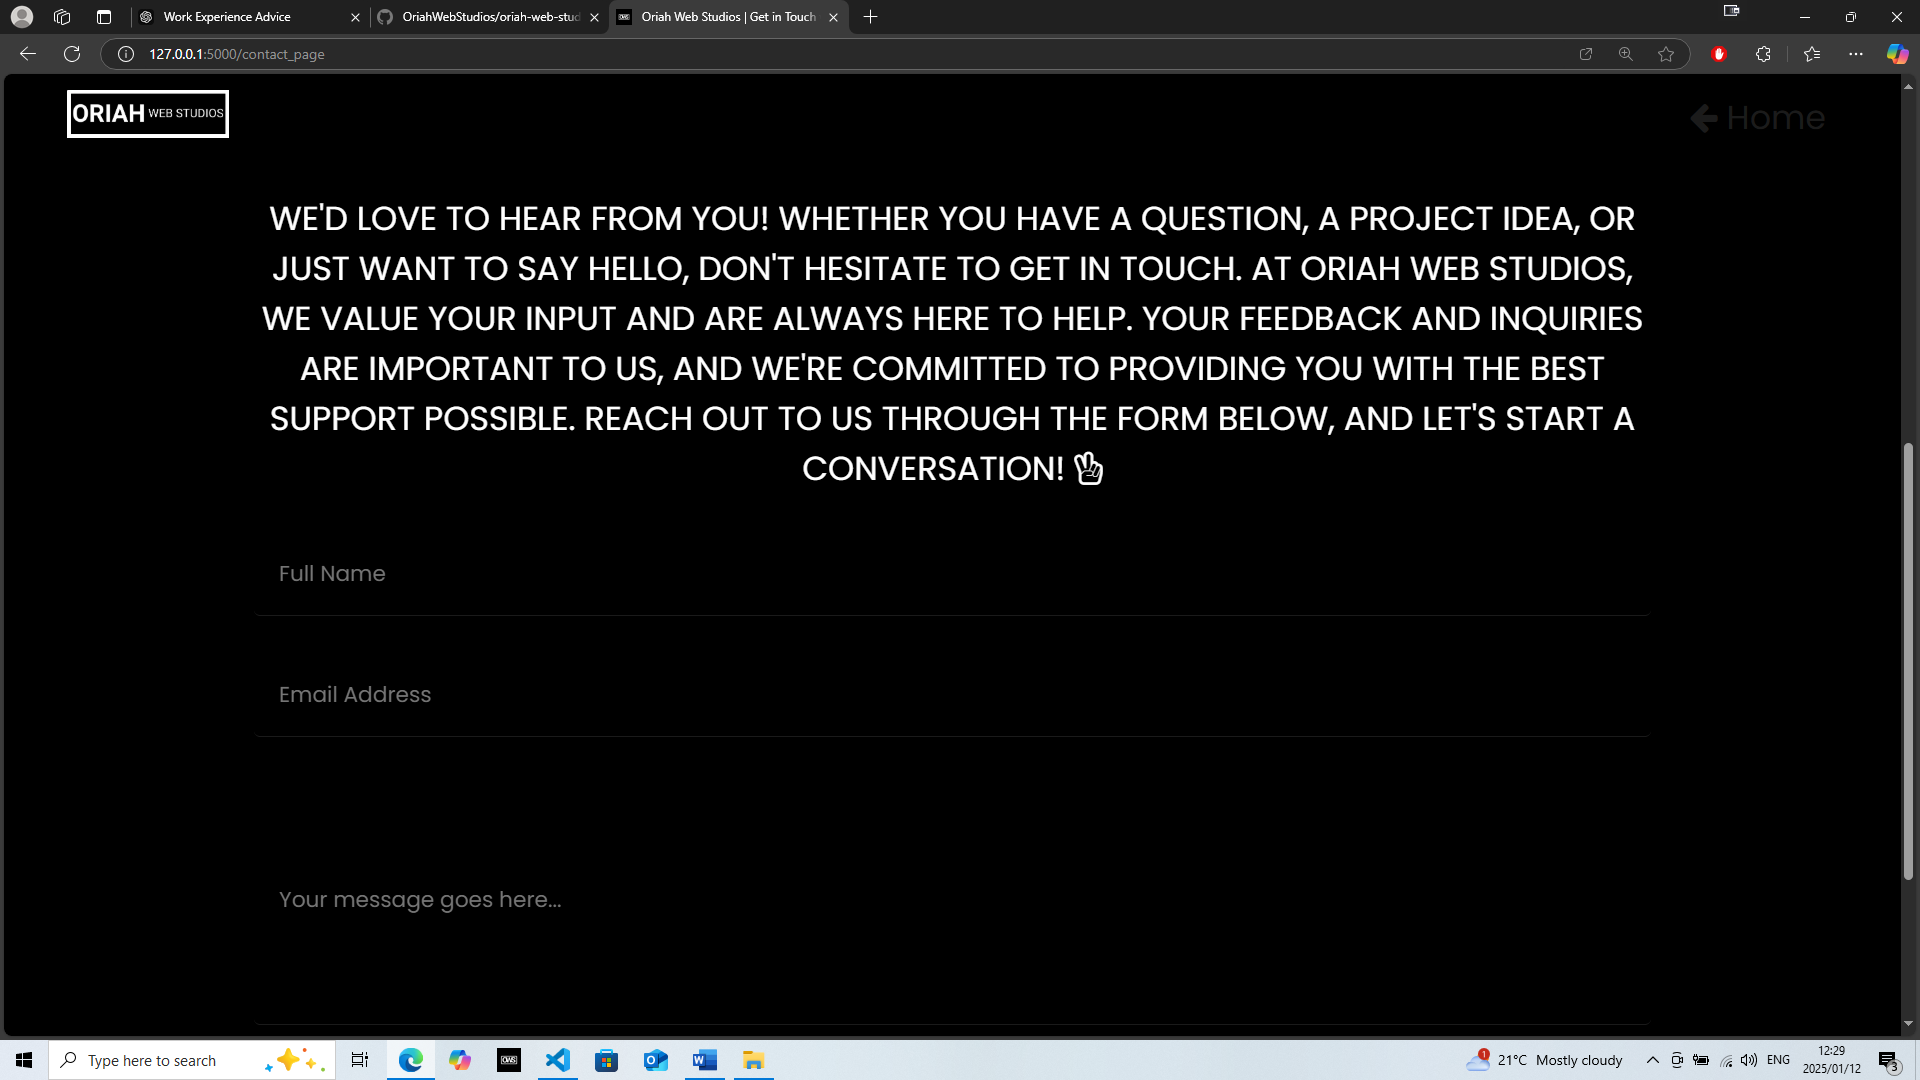 Work Experience Advice
OriahWebStudios/oriah-web-stud
Oriah Web Studios | Get in Touch
127.0.0.1:5000/contact_page
ORIAH WEB STUDIOS
Home
WE'D LOVE TO HEAR FROM YOU! WHETHER YOU HAVE A QUESTION, A PROJECT IDEA, OR
JUST WANT TO SAY HELLO, DON'T HESITATE TO GET IN TOUCH. AT ORIAH WEB STUDIOS,
WE VALUE YOUR INPUT AND ARE ALWAYS HERE TO HELP. YOUR FEEDBACK AND INQUIRIES
ARE IMPORTANT TO US, AND WE'RE COMMITTED TO PROVIDING YOU WITH THE BEST
SUPPORT POSSIBLE. REACH OUT TO US THROUGH THE FORM BELOW, AND LET'S START A
CONVERSATION!
Full Name
Email Address
Your message goes here...
Type here to search
OWS
1
21°C Mostly cloudy
ENG
12:29
2025/01/12
3